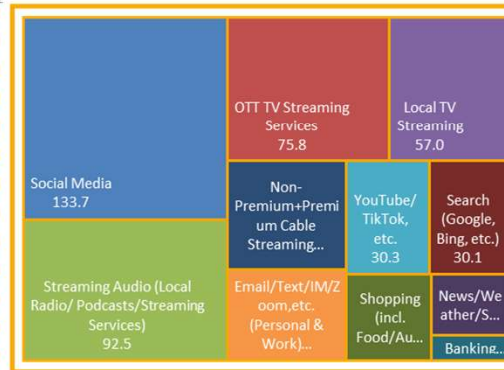 Social Media
133.7
Streaming Audio (Local
Radio/ Podcasts/Streaming
Services)
92.5
OTT TV Streaming
Services
75.8
Local TV
Streaming
57.0
Non-
Premium+Premi
um Cable
Streaming...
YouTube/
TikTok,
etc.
30.3
Search
(Google,
Bing, etc.)
30.1
Email/Text/IM/Z
oom,etc.
(Personal &
Work)...
Shopping
(incl.
Food/Au...
News/We
ather/S...
Banking...